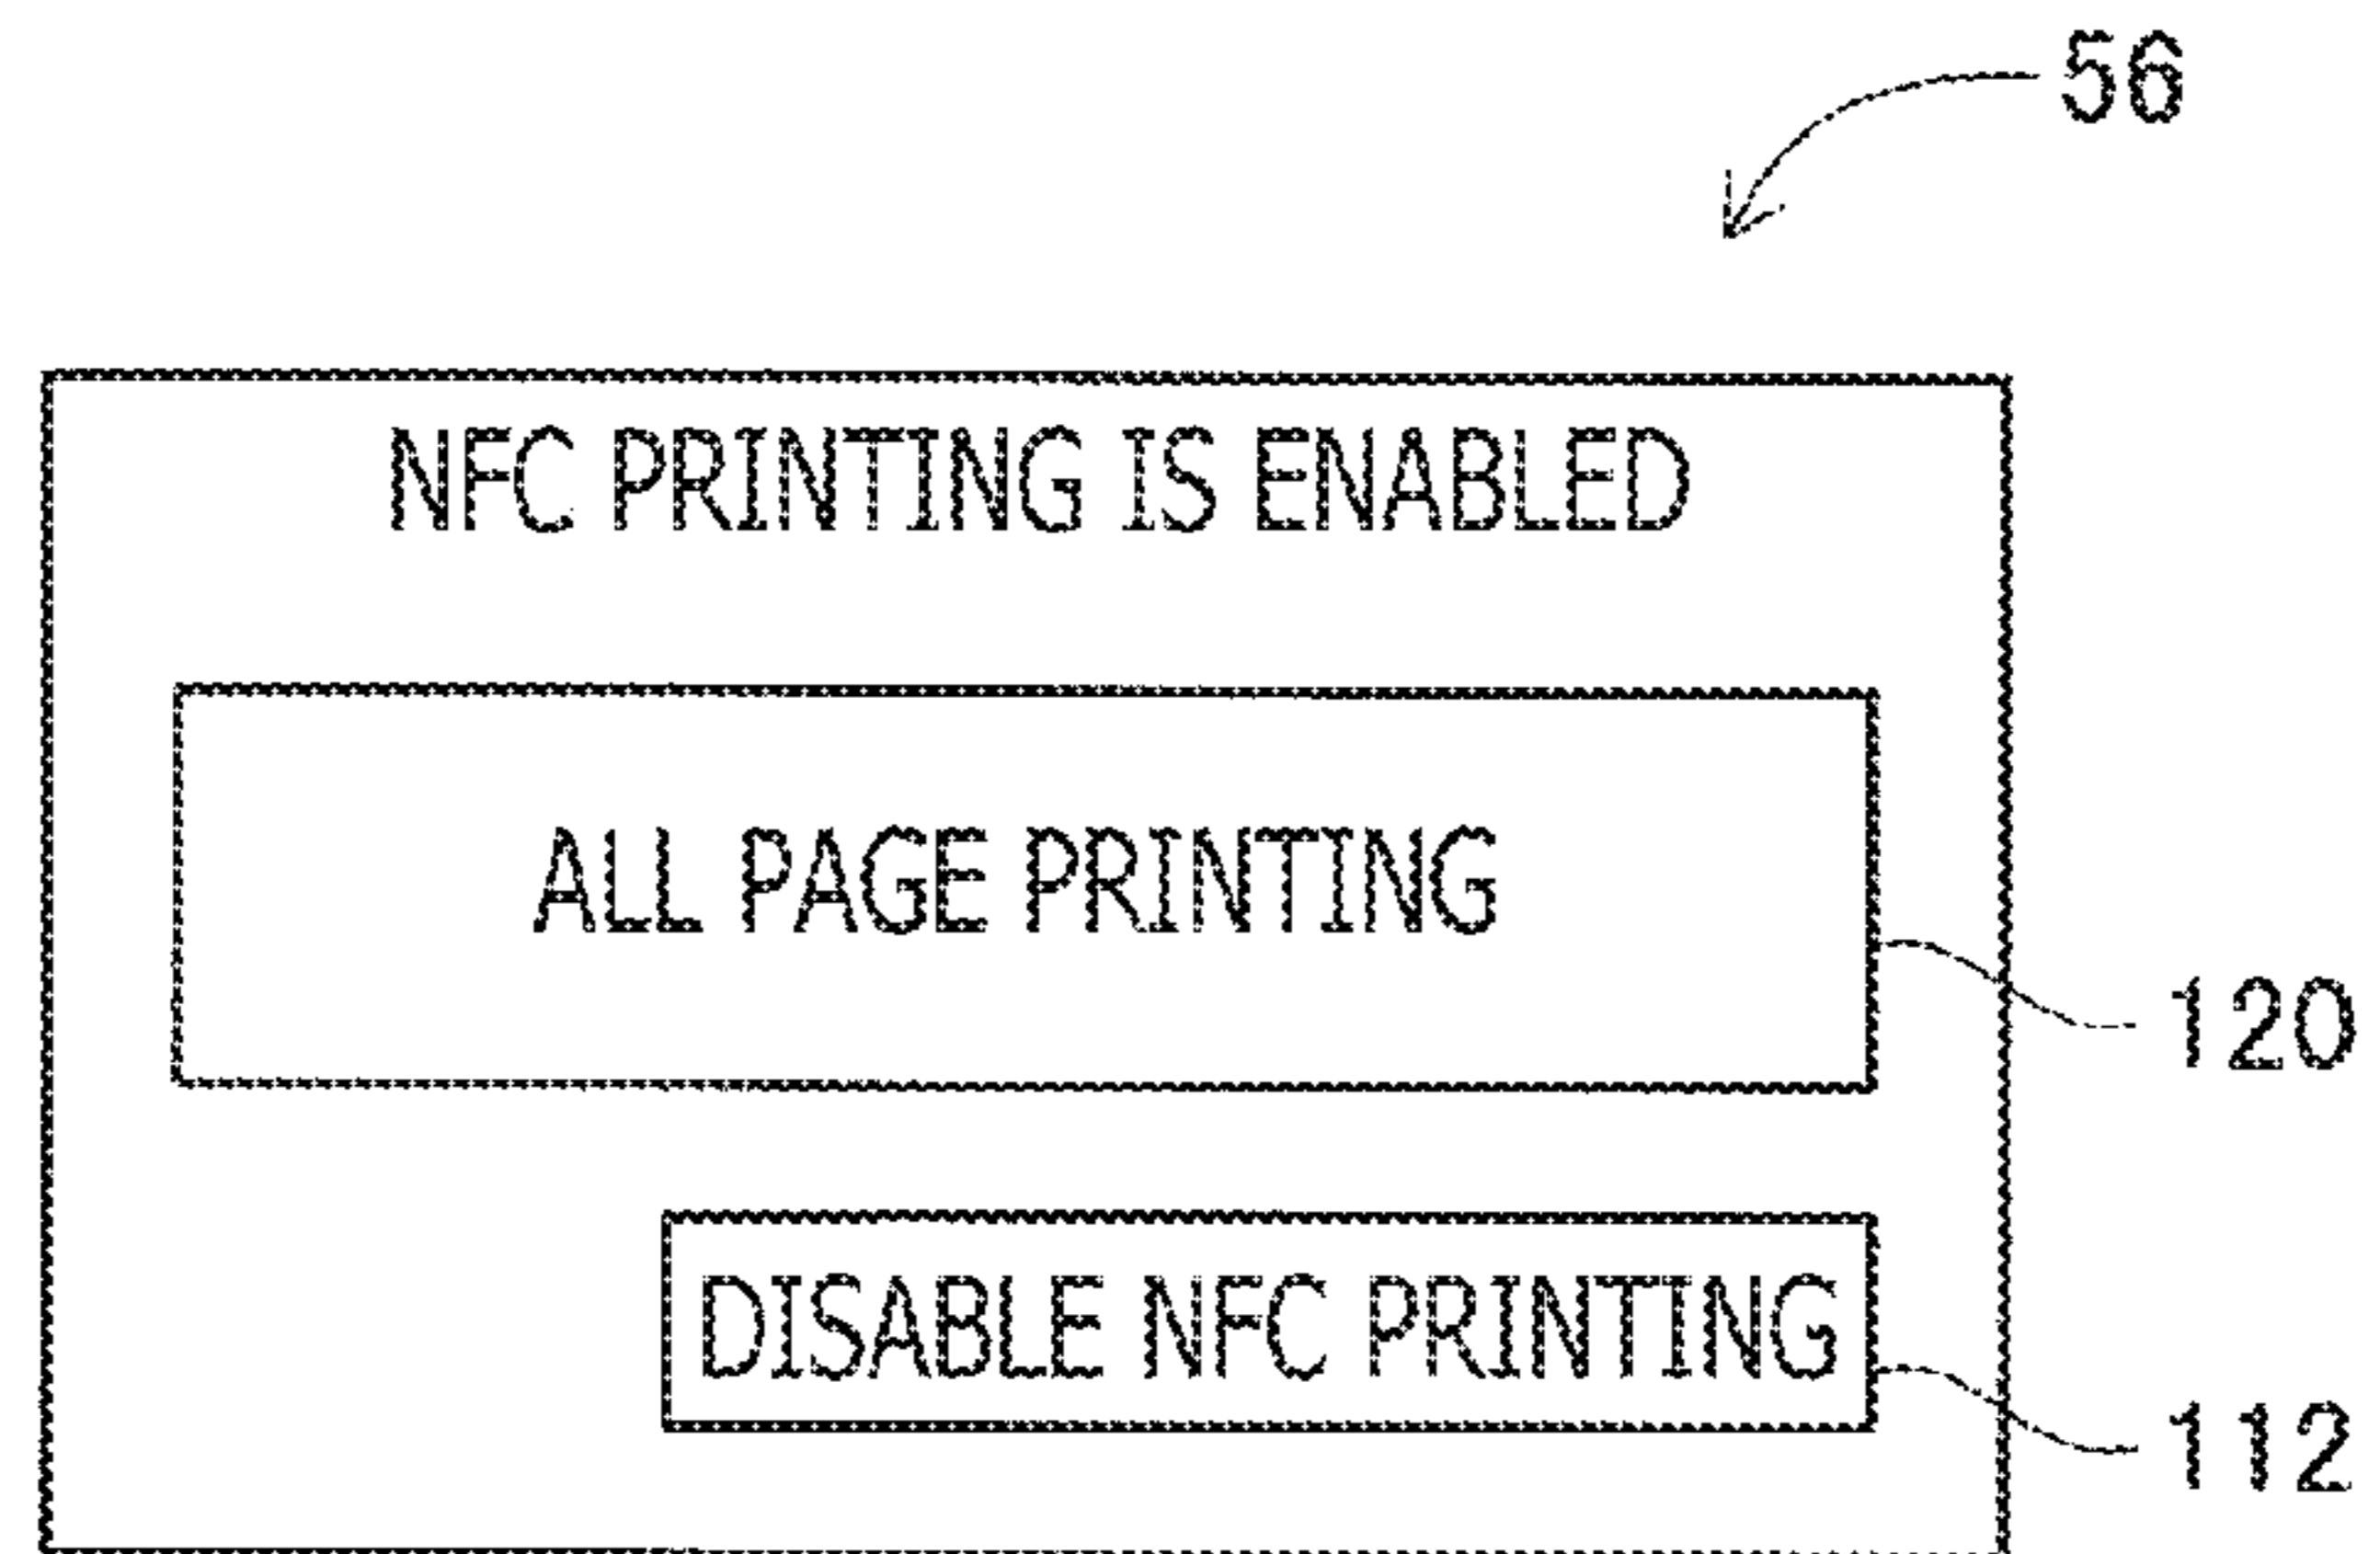 56
NFC PRINTING IS ENABLED
ALL PAGE PRINTING
120
DISABLE NFC PRINTING
112